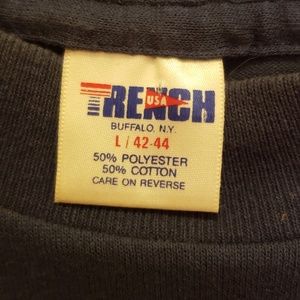 TRENCH
USA
BUFFALO, N.Y.
L / 42-44
50% POLYESTER
50% COTTON
CARE ON REVERSE